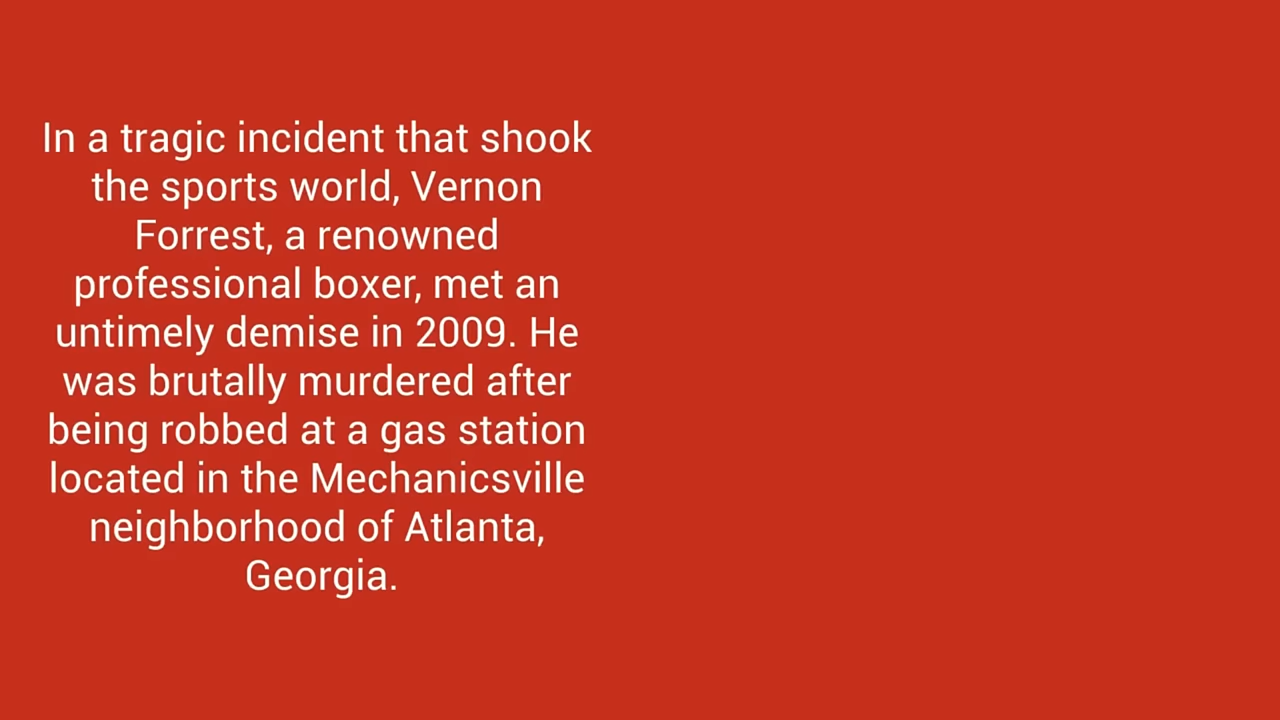 In a tragic incident that shook
the sports world, Vernon
Forrest, a renowned
professional boxer, met an
untimely demise in 2009. He
was brutally murdered after
being robbed at a gas station
located in the Mechanicsville
neighborhood of Atlanta,
Georgia.